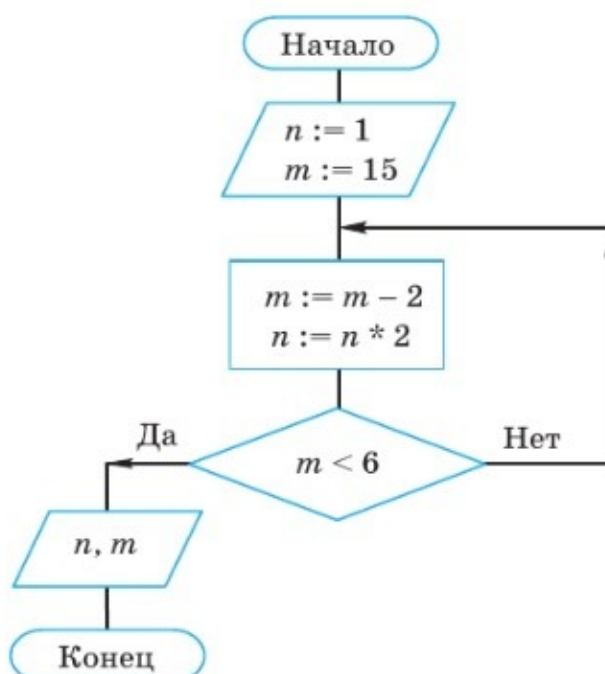 Начало
n := 1
m := 15
m := m – 2
n := n * 2
Да
m < 6
Нет
n, m
Конец